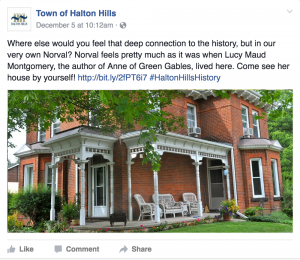 Town of Halton Hills
December 5 at 10:12am
Where else would you feel that deep connection to the history, but in our
very own Norval? Norval feels pretty much as it was when Lucy Maud
Montgomery, the author of Anne of Green Gables, lived here. Come see her
house by yourself! http://bit.ly/2fPT6i7 #HaltonHillsHistory
Like Comment Share